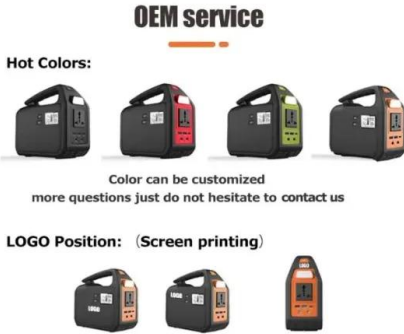 OEM service
Hot Colors:
Color can be customized
more questions just do not hesitate to contact us
LOGO Position: (Screen printing)
LOGO
LOGO
LOGO